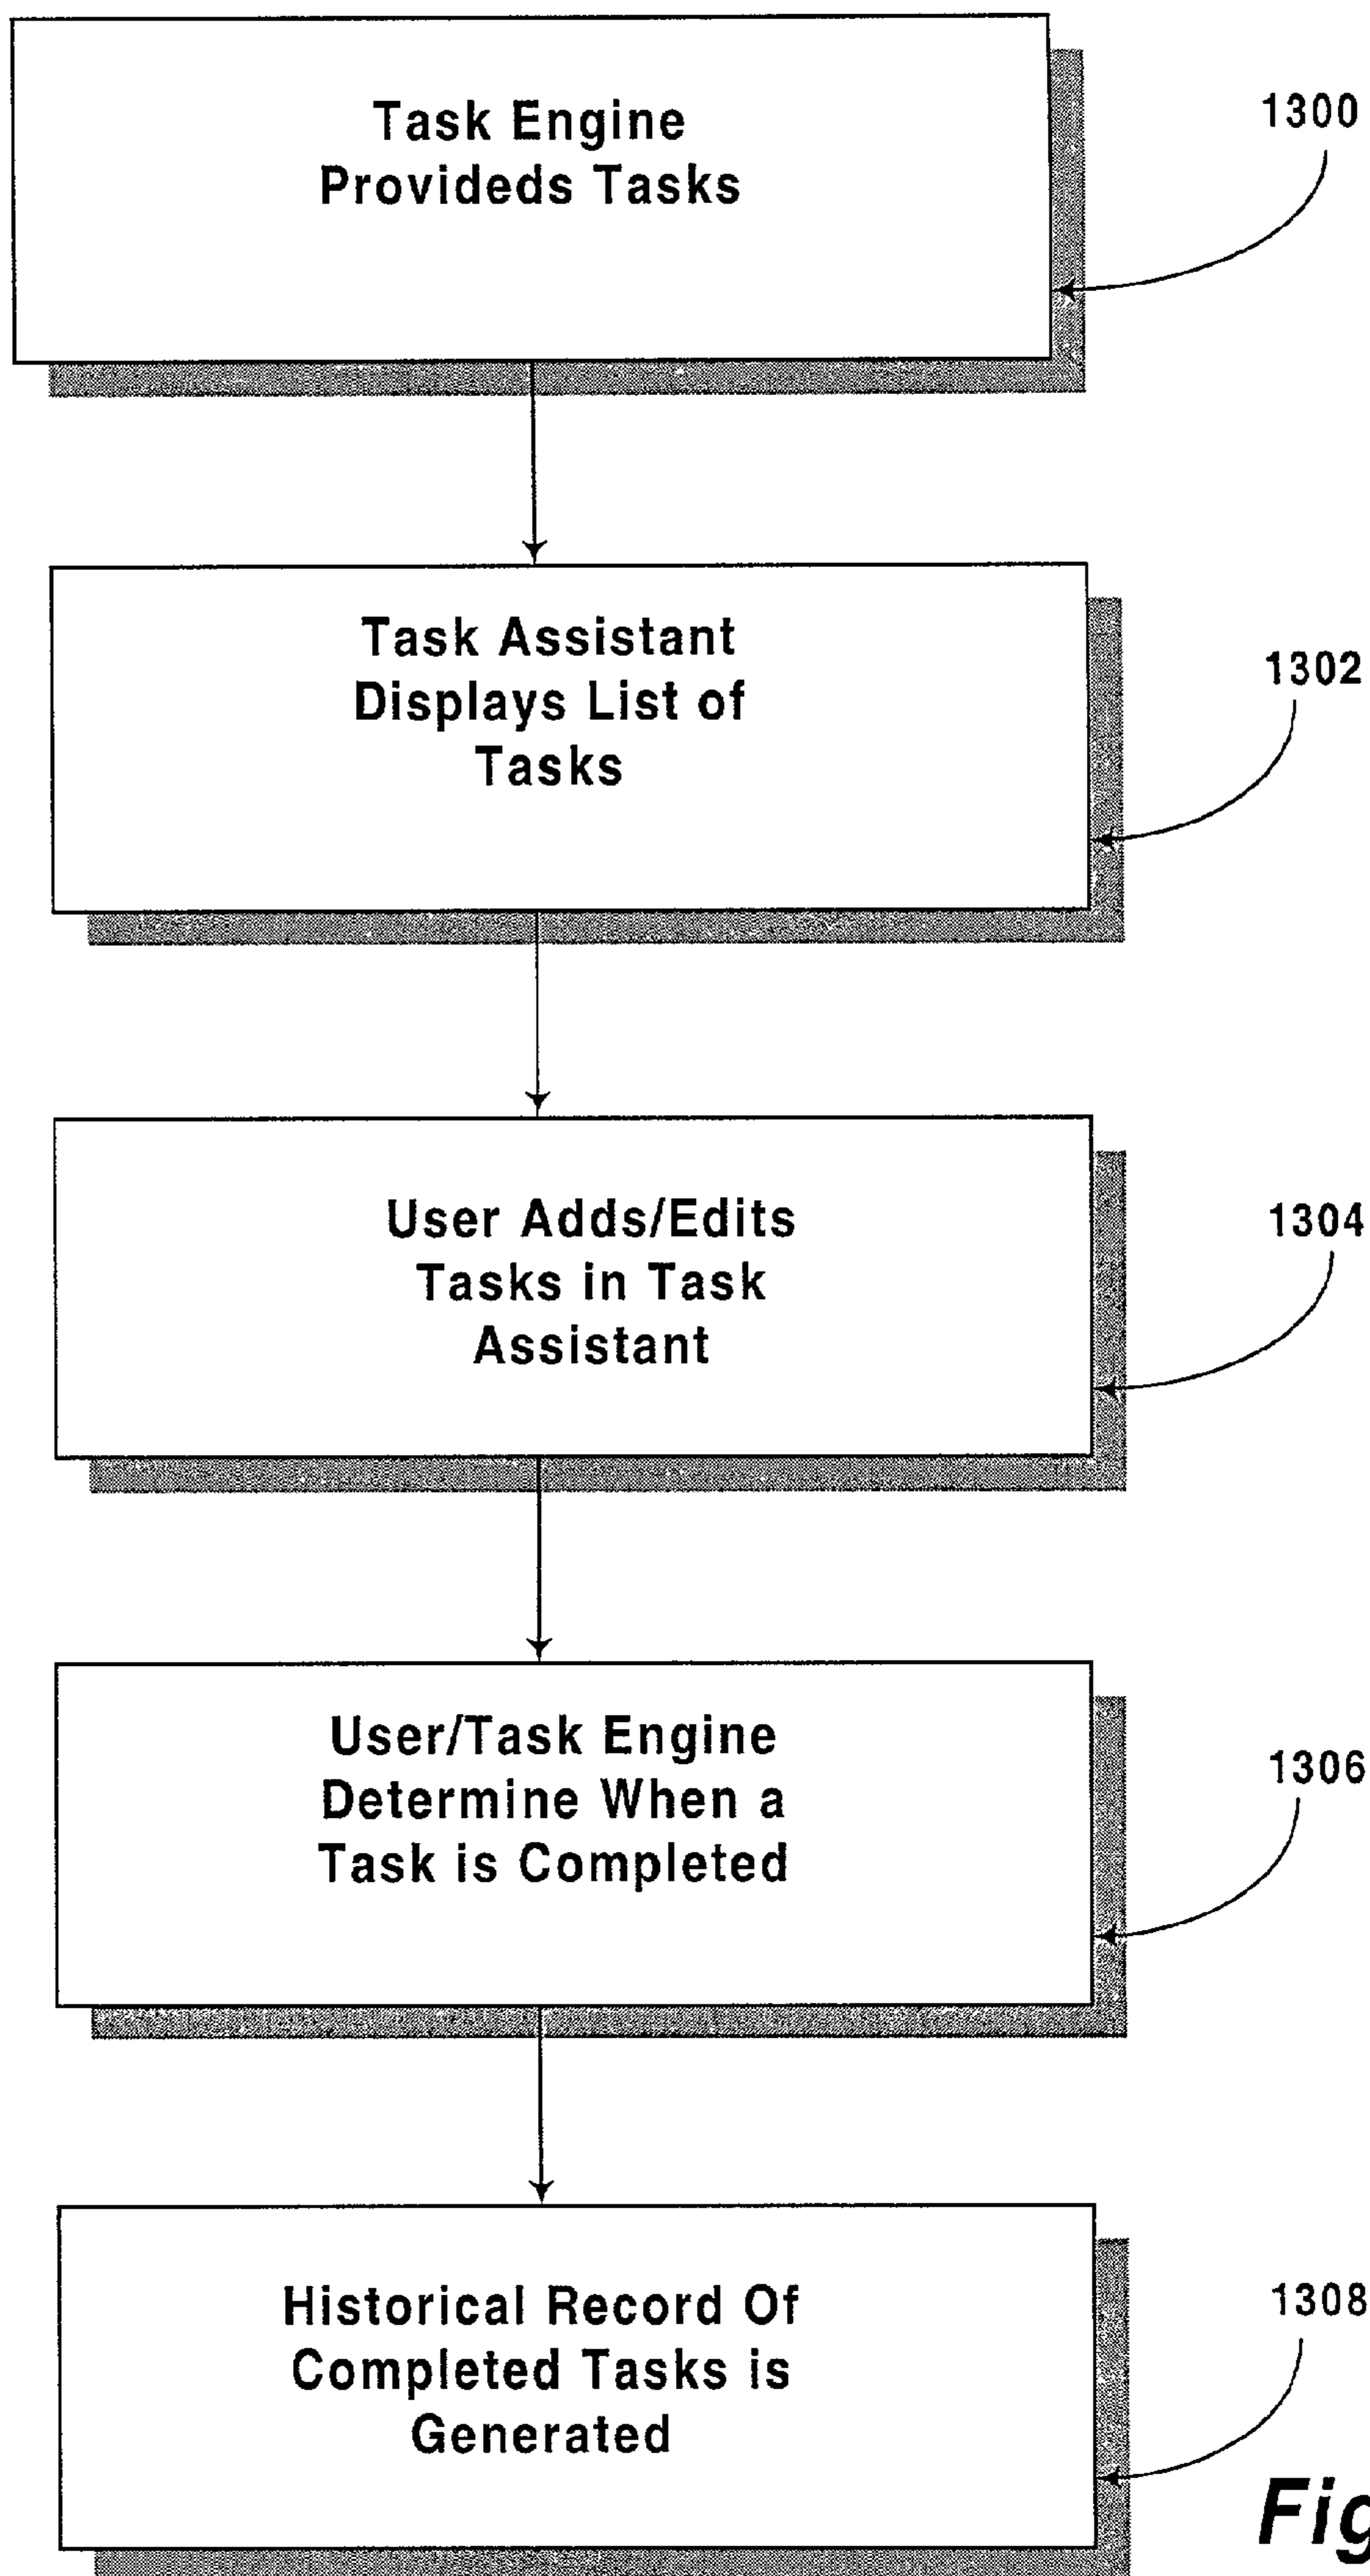 Task Engine
Provideds Tasks
1300
Task Assistant
Displays List of
Tasks
1302
User Adds/Edits
Tasks in Task
Assistant
1304
User/Task Engine
Determine When a
Task is Completed
1306
Historical Record Of
Completed Tasks is
Generated
1308
Fig